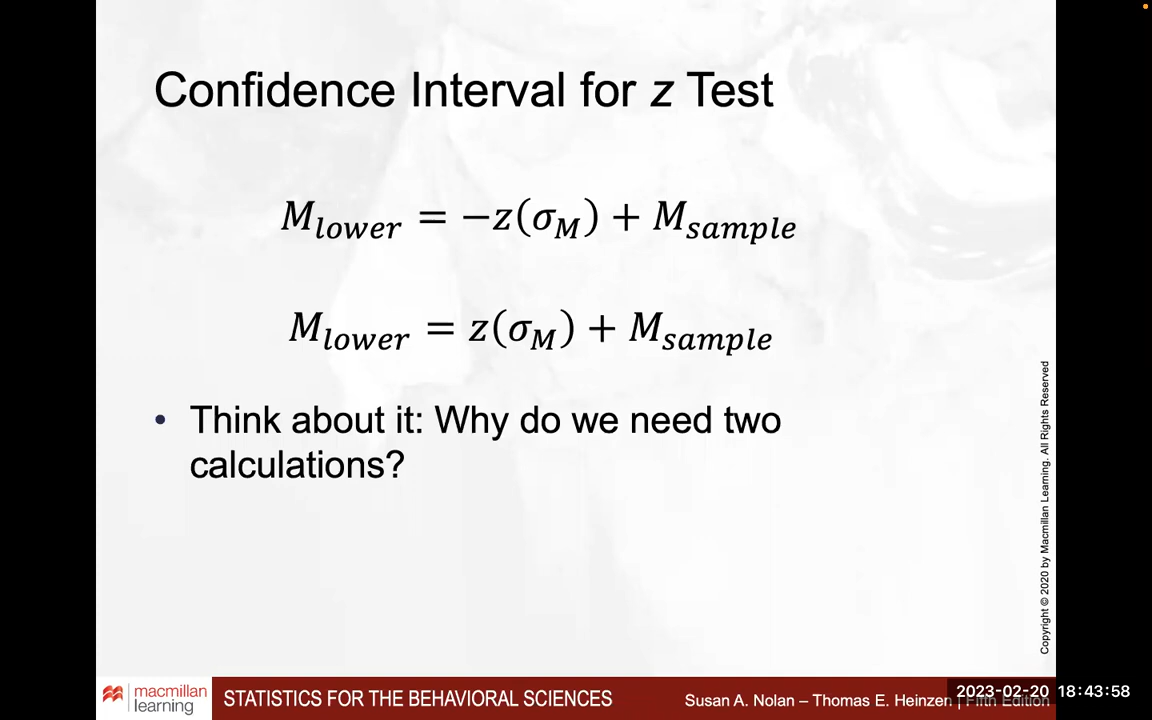 Confidence Interval for z Test
M_lower = −z(σ_M) + M_sample
M_lower = z(σ_M) + M_sample
• Think about it: Why do we need two
calculations?
Copyright © 2020 by Macmillan Learning. All Rights Reserved
macmillan
learning
STATISTICS FOR THE BEHAVIORAL SCIENCES
Susan A. Nolan – Thomas E. Heinzen | Fifth Edition
2023-02-20 18:43:58